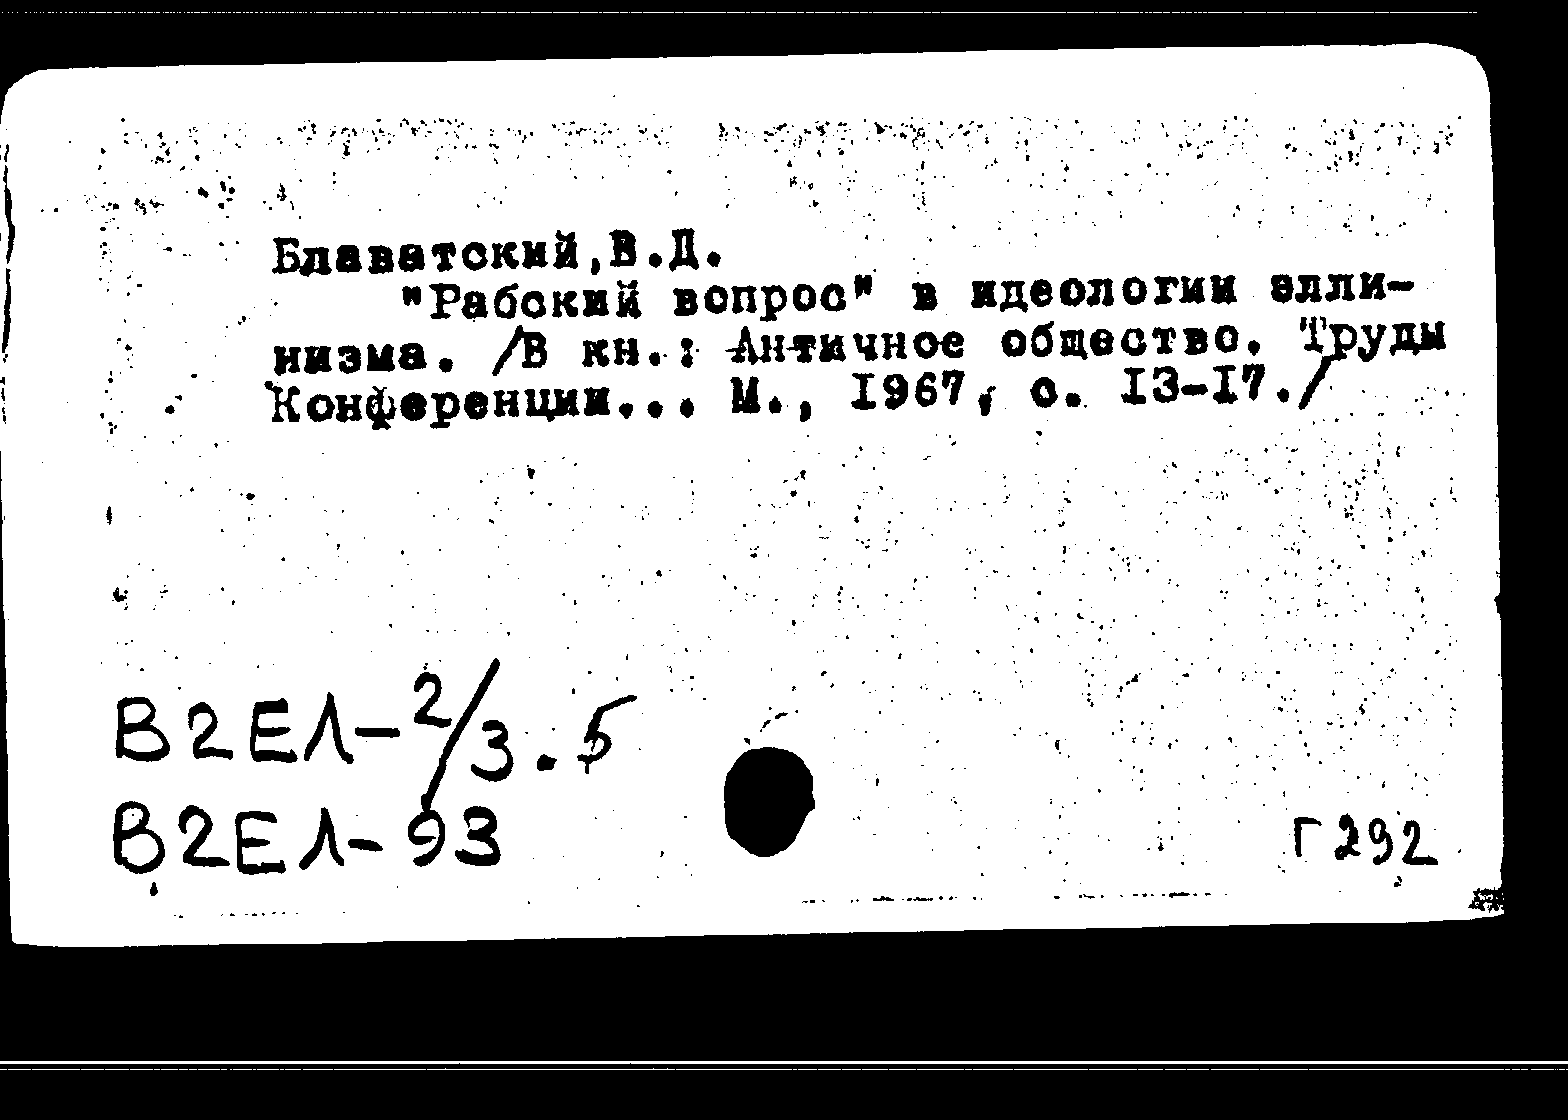 Блаватский,В.Д.
"Рабский вопрос" в идеологии элли-
низма. /В кн.: Античное общество. Труды
Конференции... М., 1967, с. 13-17./
В2ЕЛ-2/3.5
В2ЕЛ-93
Г292